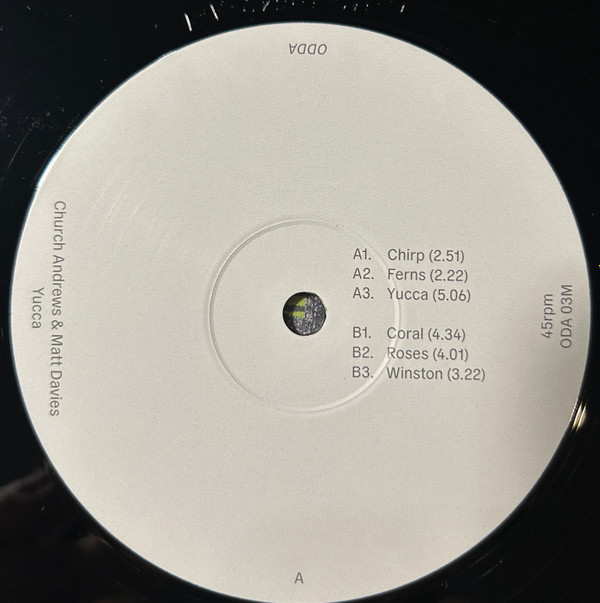 ODDA
Church Andrews & Matt Davies
Yucca
A1. Chirp (2.51)
A2. Ferns (2.22)
A3. Yucca (5.06)
B1. Coral (4.34)
B2. Roses (4.01)
B3. Winston (3.22)
45rpm
ODA 03M
A